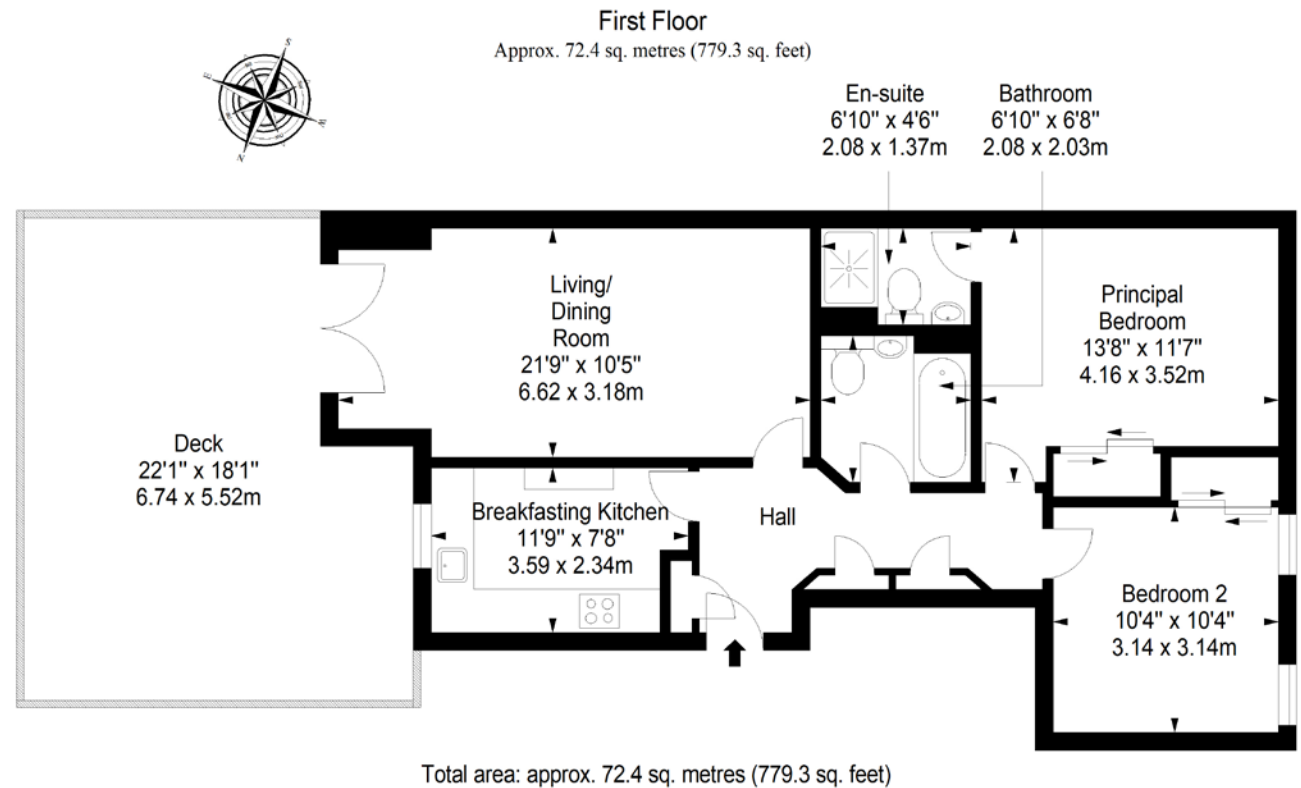 First Floor
Approx. 72.4 sq. metres (779.3 sq. feet)
S
E
W
N
En-suite
6'10" x 4'6"
2.08 x 1.37m
Bathroom
6'10" x 6'8"
2.08 x 2.03m
Living/
Dining
Room
21'9" x 10'5"
6.62 x 3.18m
Principal
Bedroom
13'8" x 11'7"
4.16 x 3.52m
Deck
22'1" x 18'1"
6.74 x 5.52m
Breakfasting Kitchen
11'9" x 7'8"
3.59 x 2.34m
Hall
Bedroom 2
10'4" x 10'4"
3.14 x 3.14m
Total area: approx. 72.4 sq. metres (779.3 sq. feet)